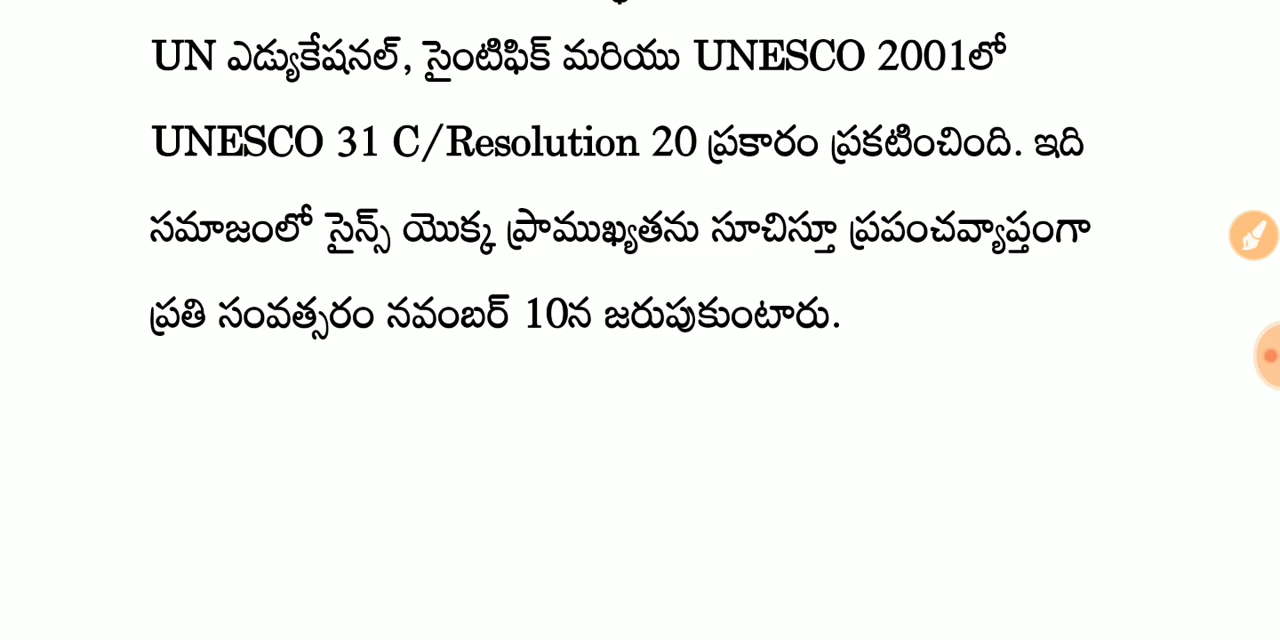 UN ఎడ్యుకేషనల్, సైంటిఫిక్ మరియు UNESCO 2001లో
UNESCO 31 C/Resolution 20 ప్రకారం ప్రకటించింది. ఇది
సమాజంలో సైన్స్ యొక్క ప్రాముఖ్యతను సూచిస్తూ ప్రపంచవ్యాప్తంగా
ప్రతి సంవత్సరం నవంబర్ 10న జరుపుకుంటారు.